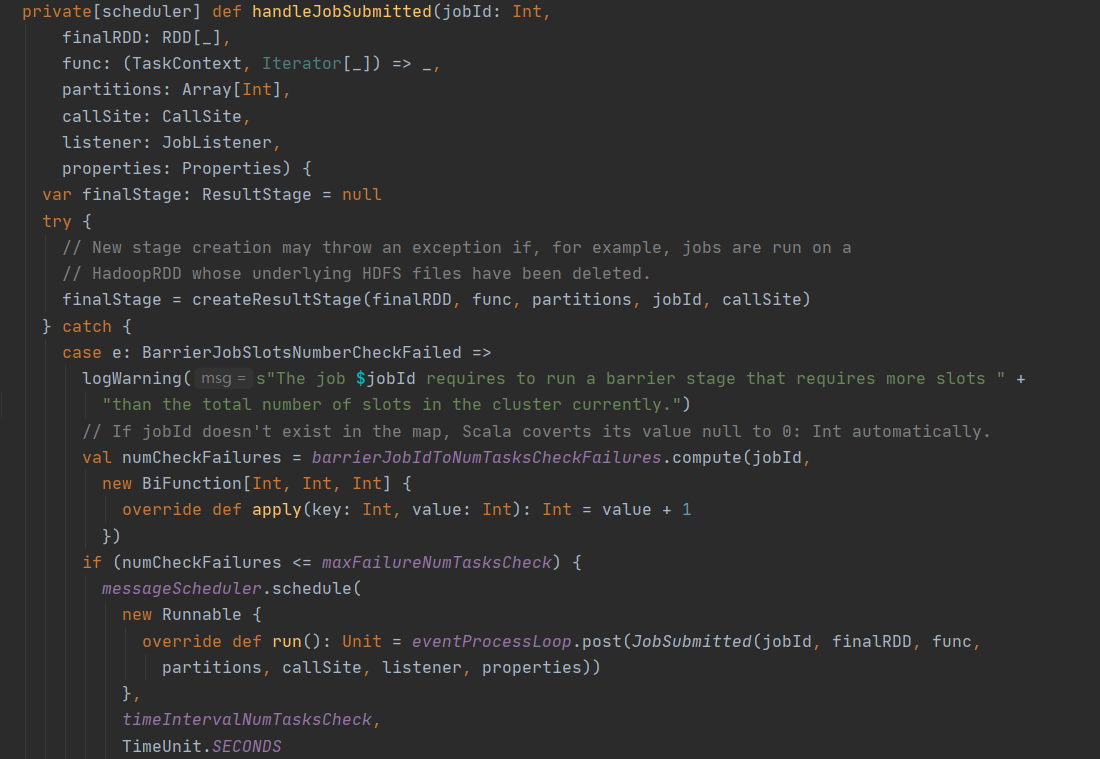 private[scheduler] def handleJobSubmitted(jobId: Int,
    finalRDD: RDD[_],
    func: (TaskContext, Iterator[_]) => _,
    partitions: Array[Int],
    callSite: CallSite,
    listener: JobListener,
    properties: Properties) {
  var finalStage: ResultStage = null
  try {
    // New stage creation may throw an exception if, for example, jobs are run on a
    // HadoopRDD whose underlying HDFS files have been deleted.
    finalStage = createResultStage(finalRDD, func, partitions, jobId, callSite)
  } catch {
    case e: BarrierJobSlotsNumberCheckFailed =>
      logWarning( msg = s"The job $jobId requires to run a barrier stage that requires more slots " +
        "than the total number of slots in the cluster currently.")
      // If jobId doesn't exist in the map, Scala coverts its value null to 0: Int automatically.
      val numCheckFailures = barrierJobIdToNumTasksCheckFailures.compute(jobId,
        new BiFunction[Int, Int, Int] {
          override def apply(key: Int, value: Int): Int = value + 1
        })
      if (numCheckFailures <= maxFailureNumTasksCheck) {
        messageScheduler.schedule(
          new Runnable {
            override def run(): Unit = eventProcessLoop.post(JobSubmitted(jobId, finalRDD, func,
              partitions, callSite, listener, properties))
          },
          timeIntervalNumTasksCheck,
          TimeUnit.SECONDS